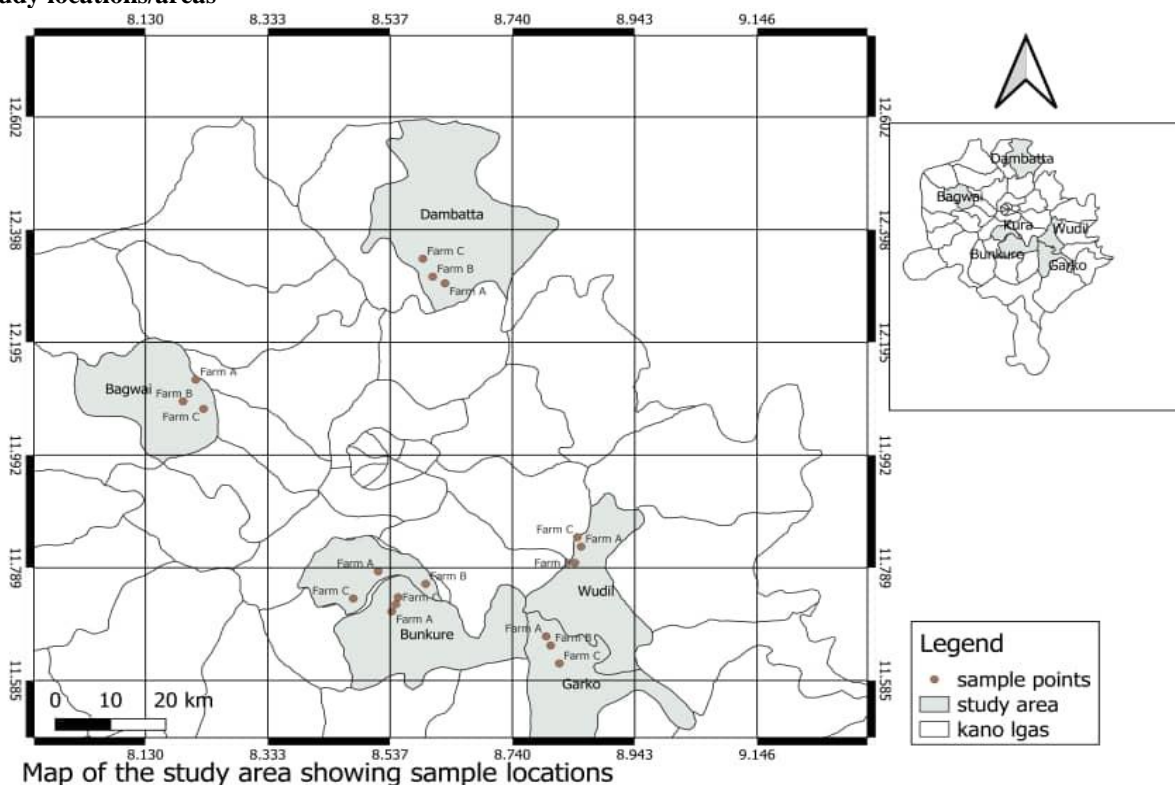 udy locations/areas
8.130 8.333 8.537 8.740 8.943 9.146
12.602
12.602
Dambatta
Dambatta
Bagwai
Kura
Wudil
Bunkure
Garko
12.398
12.398
Farm C
Farm B
Farm A
12.195
12.195
Bagwai
Farm A
Farm B
Farm C
11.992
11.992
Farm C
Farm A
Farm
Wudil
11.789
11.789
Farm A
Farm B
Farm C
Farm C
Farm A
Bunkure
Farm A
Farm B
Farm C
Garko
11.585
11.585
0 10 20 km
8.130 8.333 8.537 8.740 8.943 9.146
Legend
sample points
study area
kano lgas
Map of the study area showing sample locations